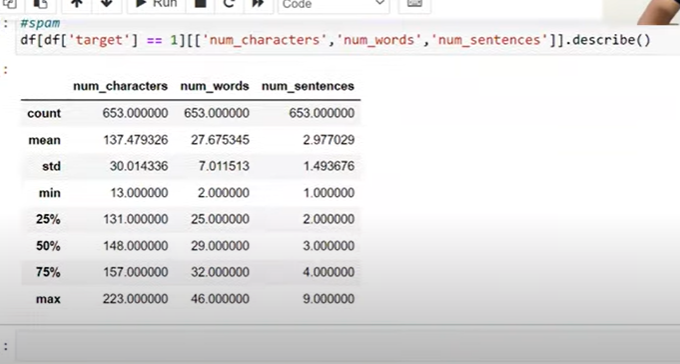 Run Code
: #spam
df[df['target'] == 1][['num_characters','num_words','num_sentences']].describe()
:
num_characters num_words num_sentences
count 653.000000 653.000000 653.000000
mean 137.479326 27.675345 2.977029
std 30.014336 7.011513 1.493676
min 13.000000 2.000000 1.000000
25% 131.000000 25.000000 2.000000
50% 148.000000 29.000000 3.000000
75% 157.000000 32.000000 4.000000
max 223.000000 46.000000 9.000000
: